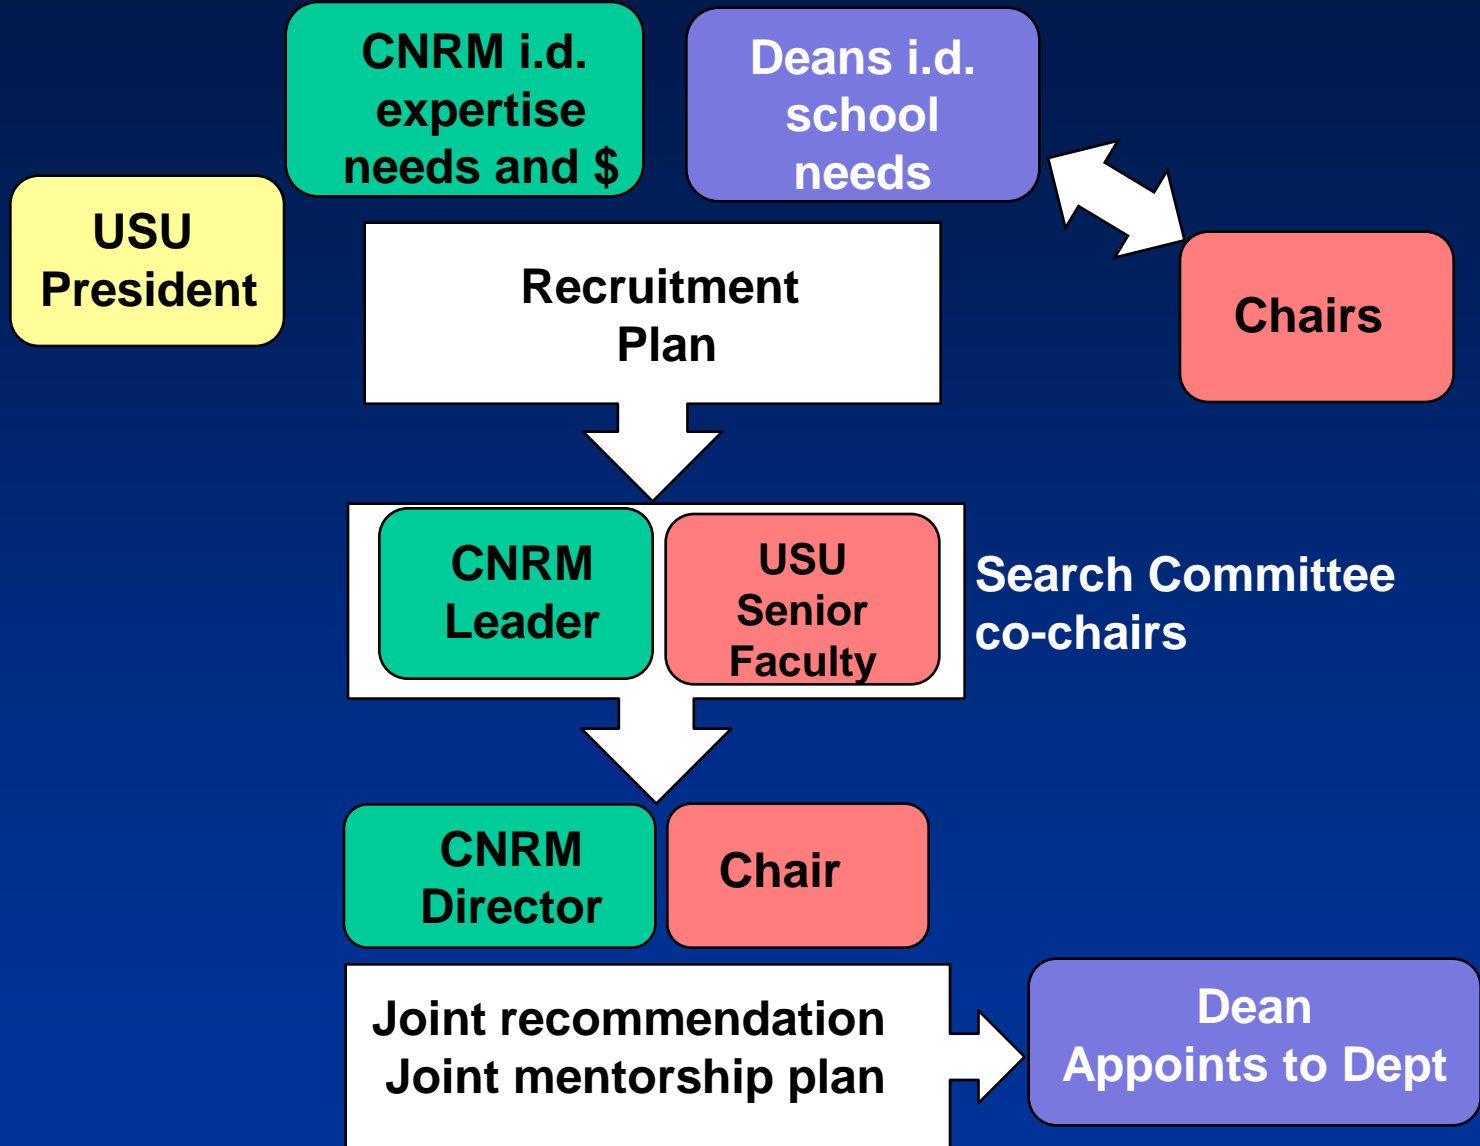 CNRM i.d.
expertise
needs and $
Deans i.d.
school
needs
USU
President
Recruitment
Plan
Chairs
CNRM
Leader
USU
Senior
Faculty
Search Committee
co-chairs
CNRM
Director
Chair
Joint recommendation
Joint mentorship plan
Dean
Appoints to Dept